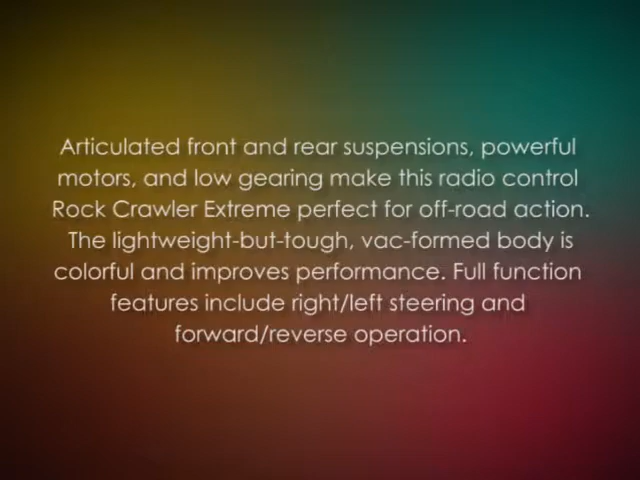 Articulated front and rear suspensions, powerful
motors, and low gearing make this radio control
Rock Crawler Extreme perfect for off-road action.
The lightweight-but-tough, vac-formed body is
colorful and improves performance. Full function
features include right/left steering and
forward/reverse operation.